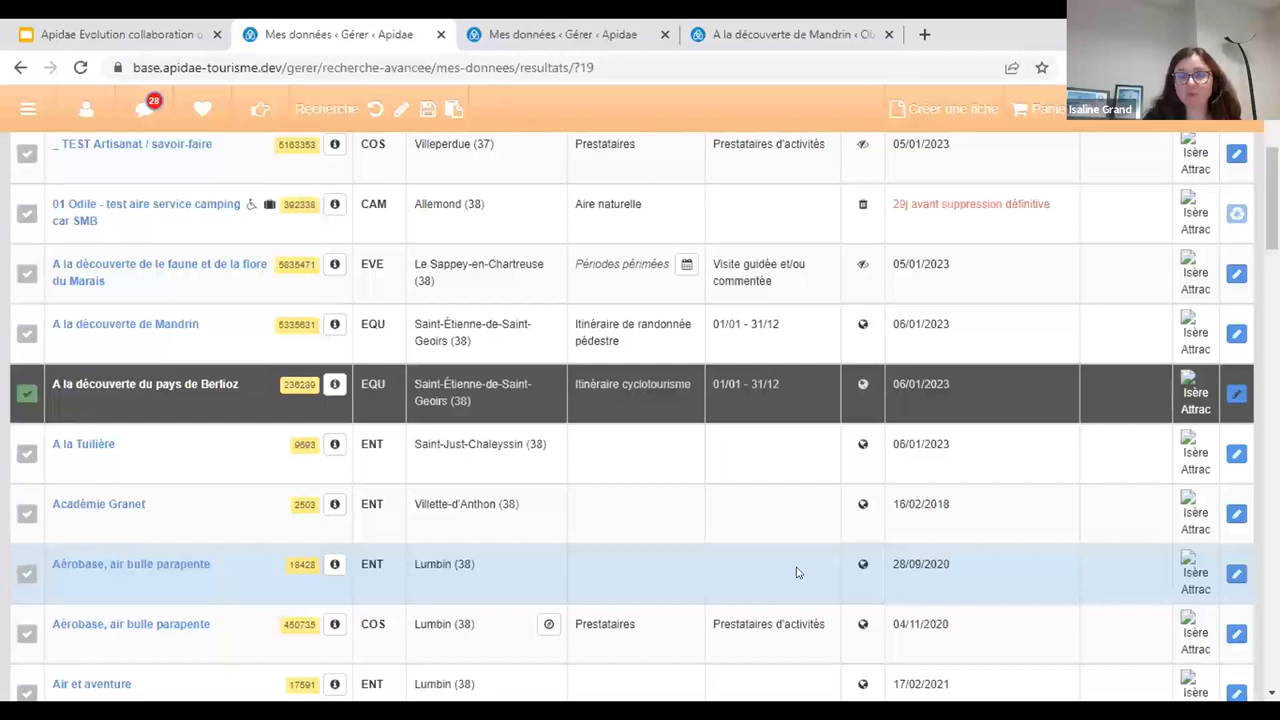 Apidae Evolution collaboration o
Mes données ‹ Gérer ‹ Apidae
Mes données ‹ Gérer ‹ Apidae
A la découverte de Mandrin ‹ Ob
base.apidae-tourisme.dev/gerer/recherche-avancee/mes-donnees/resultats/?19
28
Recherche
Créer une fiche
Panie
Isaline Grand
_ TEST Artisanat / savoir-faire 5163353 COS Villeperdue (37) Prestataires Prestataires d'activités 05/01/2023 Isère Attrac
01 Odile - test aire service camping car SMB 392338 CAM Allemond (38) Aire naturelle 29j avant suppression définitive Isère Attrac
A la découverte de le faune et de la flore du Marais 5835471 EVE Le Sappey-en-Chartreuse (38) Périodes périmées Visite guidée et/ou commentée 05/01/2023 Isère Attrac
A la découverte de Mandrin 5335631 EQU Saint-Étienne-de-Saint-Geoirs (38) Itinéraire de randonnée pédestre 01/01 - 31/12 06/01/2023 Isère Attrac
A la découverte du pays de Berlioz 236289 EQU Saint-Étienne-de-Saint-Geoirs (38) Itinéraire cyclotourisme 01/01 - 31/12 06/01/2023 Isère Attrac
A la Tuilière 9693 ENT Saint-Just-Chaleyssin (38) 06/01/2023 Isère Attrac
Académie Granet 2503 ENT Villette-d'Anthon (38) 16/02/2018 Isère Attrac
Aérobase, air bulle parapente 18428 ENT Lumbin (38) 28/09/2020 Isère Attrac
Aérobase, air bulle parapente 450735 COS Lumbin (38) Prestataires Prestataires d'activités 04/11/2020 Isère Attrac
Air et aventure 17591 ENT Lumbin (38) 17/02/2021 Isère